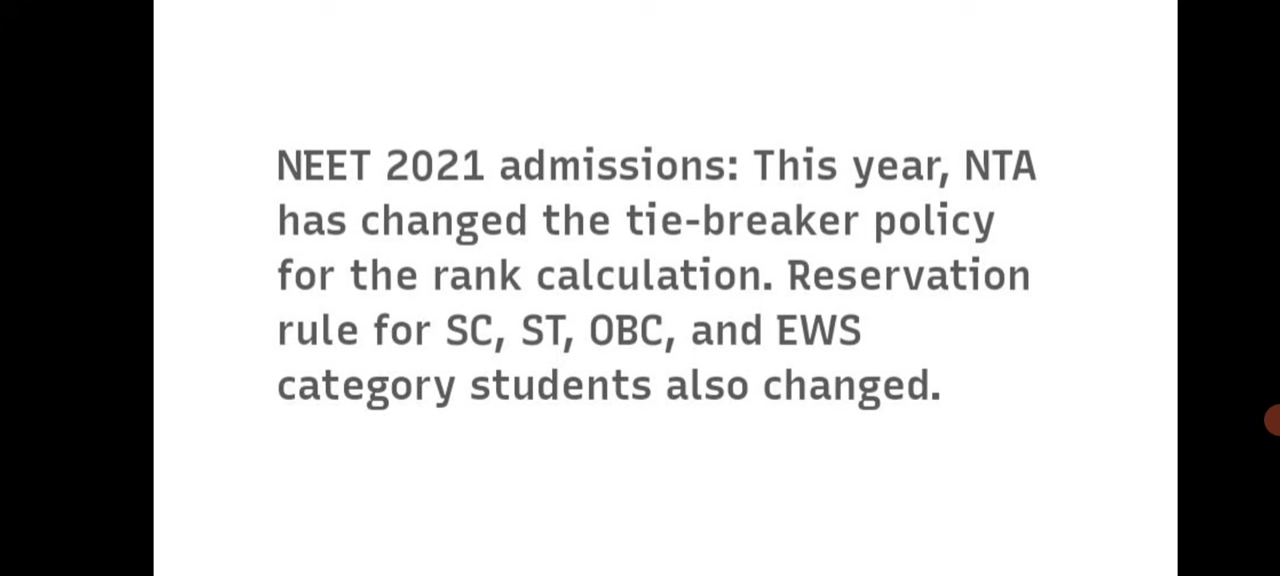 NEET 2021 admissions: This year, NTA
has changed the tie-breaker policy
for the rank calculation. Reservation
rule for SC, ST, OBC, and EWS
category students also changed.